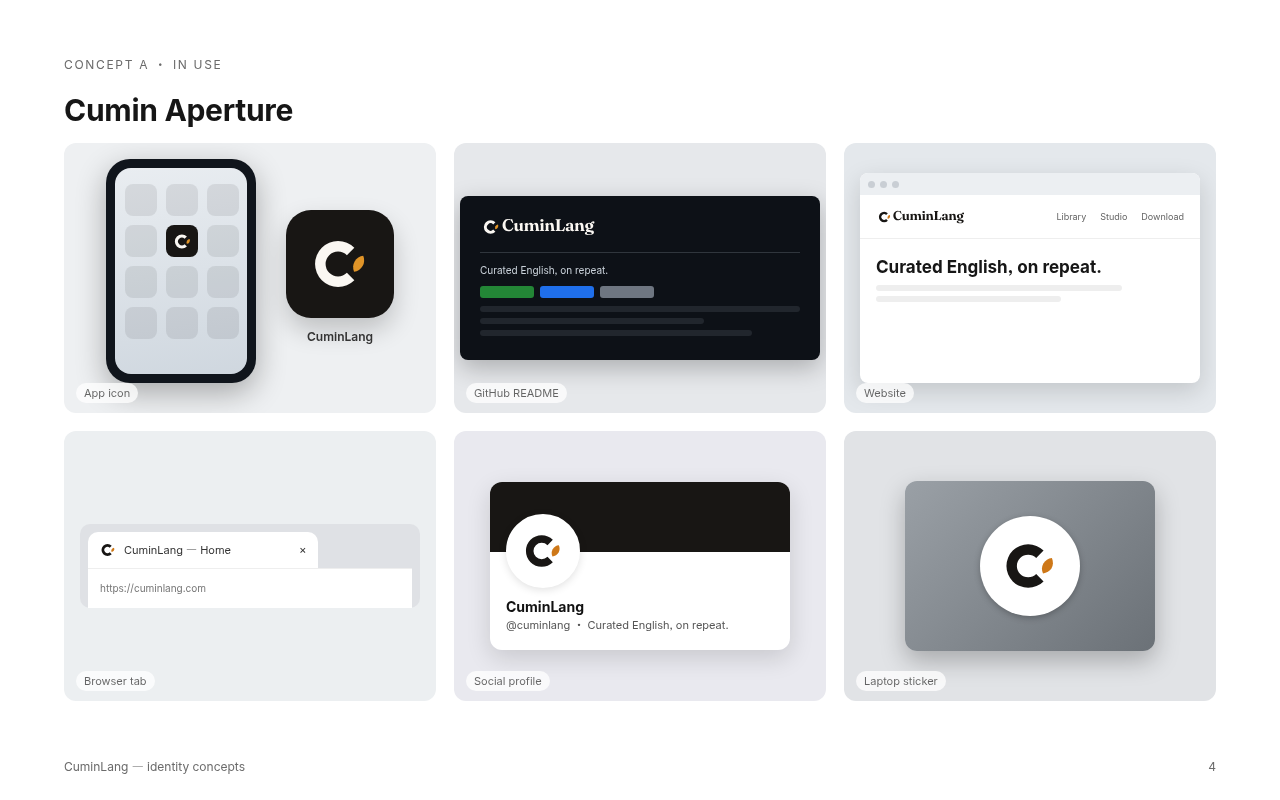 CONCEPT A • IN USE
Cumin Aperture
CuminLang
App icon
CuminLang
Curated English, on repeat.
GitHub README
CuminLang
Library Studio Download
Curated English, on repeat.
Website
CuminLang — Home ×
https://cuminlang.com
Browser tab
CuminLang
@cuminlang • Curated English, on repeat.
Social profile
Laptop sticker
CuminLang — identity concepts
4